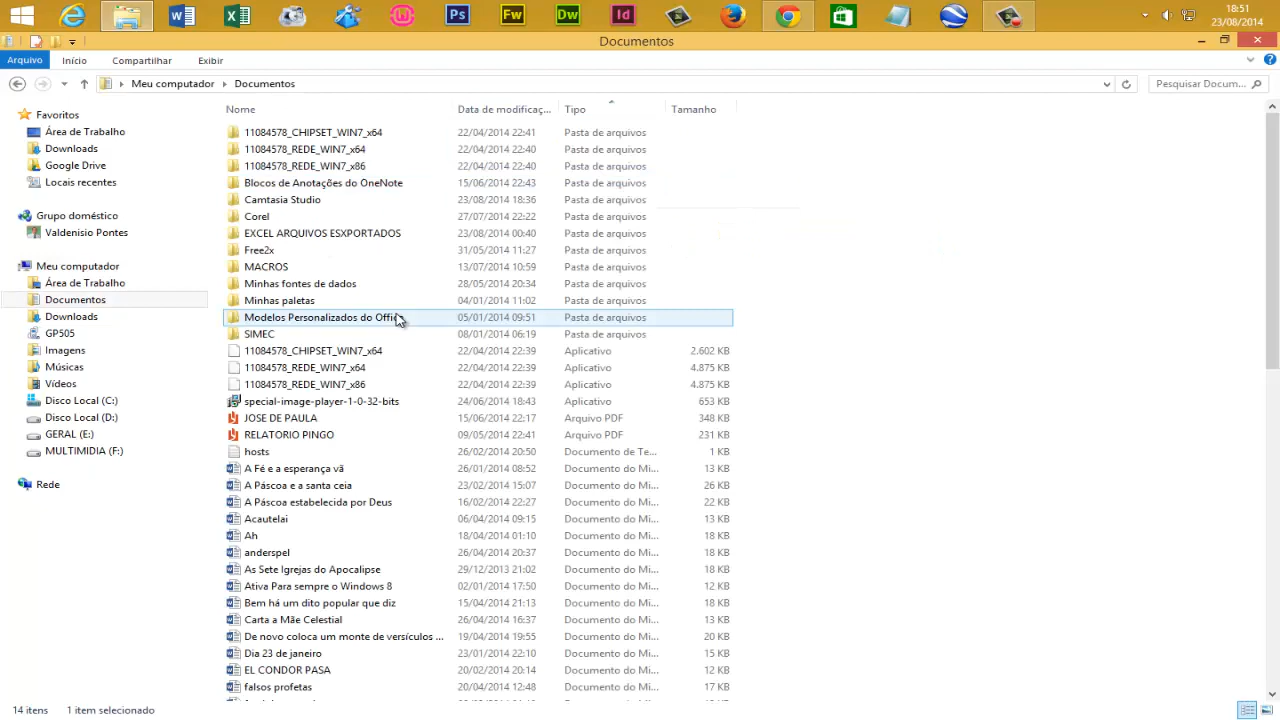 Ps Fw Dw Id
18:51
23/08/2014
Documentos
Arquivo Início Compartilhar Exibir
Meu computador Documentos
Pesquisar Docum...
Nome Data de modificaç... Tipo Tamanho
Favoritos
Área de Trabalho
Downloads
Google Drive
Locais recentes
Grupo doméstico
Valdenisio Pontes
Meu computador
Área de Trabalho
Documentos
Downloads
GP505
Imagens
Músicas
Vídeos
Disco Local (C:)
Disco Local (D:)
GERAL (E:)
MULTIMIDIA (F:)
Rede
11084578_CHIPSET_WIN7_x64 22/04/2014 22:41 Pasta de arquivos
11084578_REDE_WIN7_x64 22/04/2014 22:40 Pasta de arquivos
11084578_REDE_WIN7_x86 22/04/2014 22:40 Pasta de arquivos
Blocos de Anotações do OneNote 15/06/2014 22:43 Pasta de arquivos
Camtasia Studio 23/08/2014 18:36 Pasta de arquivos
Corel 27/07/2014 22:22 Pasta de arquivos
EXCEL ARQUIVOS ESXPORTADOS 23/08/2014 00:40 Pasta de arquivos
Free2x 31/05/2014 11:27 Pasta de arquivos
MACROS 13/07/2014 10:59 Pasta de arquivos
Minhas fontes de dados 28/05/2014 20:34 Pasta de arquivos
Minhas paletas 04/01/2014 11:02 Pasta de arquivos
Modelos Personalizados do Office 05/01/2014 09:51 Pasta de arquivos
SIMEC 08/01/2014 06:19 Pasta de arquivos
11084578_CHIPSET_WIN7_x64 22/04/2014 22:39 Aplicativo 2.602 KB
11084578_REDE_WIN7_x64 22/04/2014 22:39 Aplicativo 4.875 KB
11084578_REDE_WIN7_x86 22/04/2014 22:39 Aplicativo 4.875 KB
special-image-player-1-0-32-bits 24/06/2014 18:43 Aplicativo 653 KB
JOSE DE PAULA 15/06/2014 22:17 Arquivo PDF 348 KB
RELATORIO PINGO 09/05/2014 22:41 Arquivo PDF 231 KB
hosts 26/02/2014 20:50 Documento de Te... 1 KB
A Fé e a esperança vã 26/01/2014 08:52 Documento do Mi... 13 KB
A Páscoa e a santa ceia 23/02/2014 15:07 Documento do Mi... 26 KB
A Páscoa estabelecida por Deus 16/02/2014 22:27 Documento do Mi... 22 KB
Acautelai 06/04/2014 09:15 Documento do Mi... 13 KB
Ah 18/04/2014 01:10 Documento do Mi... 18 KB
anderspel 26/04/2014 20:37 Documento do Mi... 18 KB
As Sete Igrejas do Apocalipse 29/12/2013 21:02 Documento do Mi... 18 KB
Ativa Para sempre o Windows 8 02/01/2014 17:50 Documento do Mi... 12 KB
Bem há um dito popular que diz 15/04/2014 21:13 Documento do Mi... 18 KB
Carta a Mãe Celestial 26/04/2014 16:37 Documento do Mi... 13 KB
De novo coloca um monte de versículos ... 19/04/2014 19:55 Documento do Mi... 20 KB
Dia 23 de janeiro 23/01/2014 22:10 Documento do Mi... 15 KB
EL CONDOR PASA 20/02/2014 20:14 Documento do Mi... 12 KB
falsos profetas 20/04/2014 12:48 Documento do Mi... 17 KB
14 itens 1 item selecionado